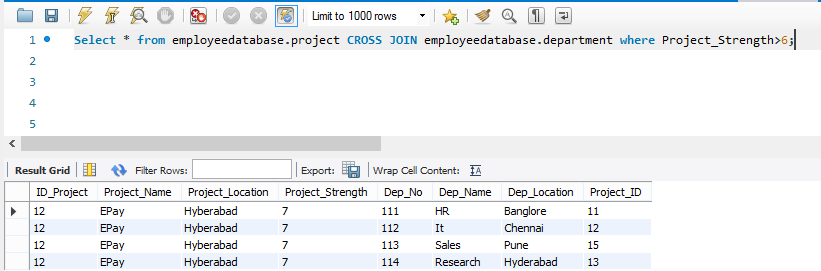 Limit to 1000 rows
1 Select * from employeedatabase.project CROSS JOIN employeedatabase.department where Project_Strength>6;
2
3
4
5
Result Grid Filter Rows: Export: Wrap Cell Content: IA
ID_Project Project_Name Project_Location Project_Strength Dep_No Dep_Name Dep_Location Project_ID
12 EPay Hyberabad 7 111 HR Banglore 11
12 EPay Hyberabad 7 112 It Chennai 12
12 EPay Hyberabad 7 113 Sales Pune 15
12 EPay Hyberabad 7 114 Research Hyderabad 13